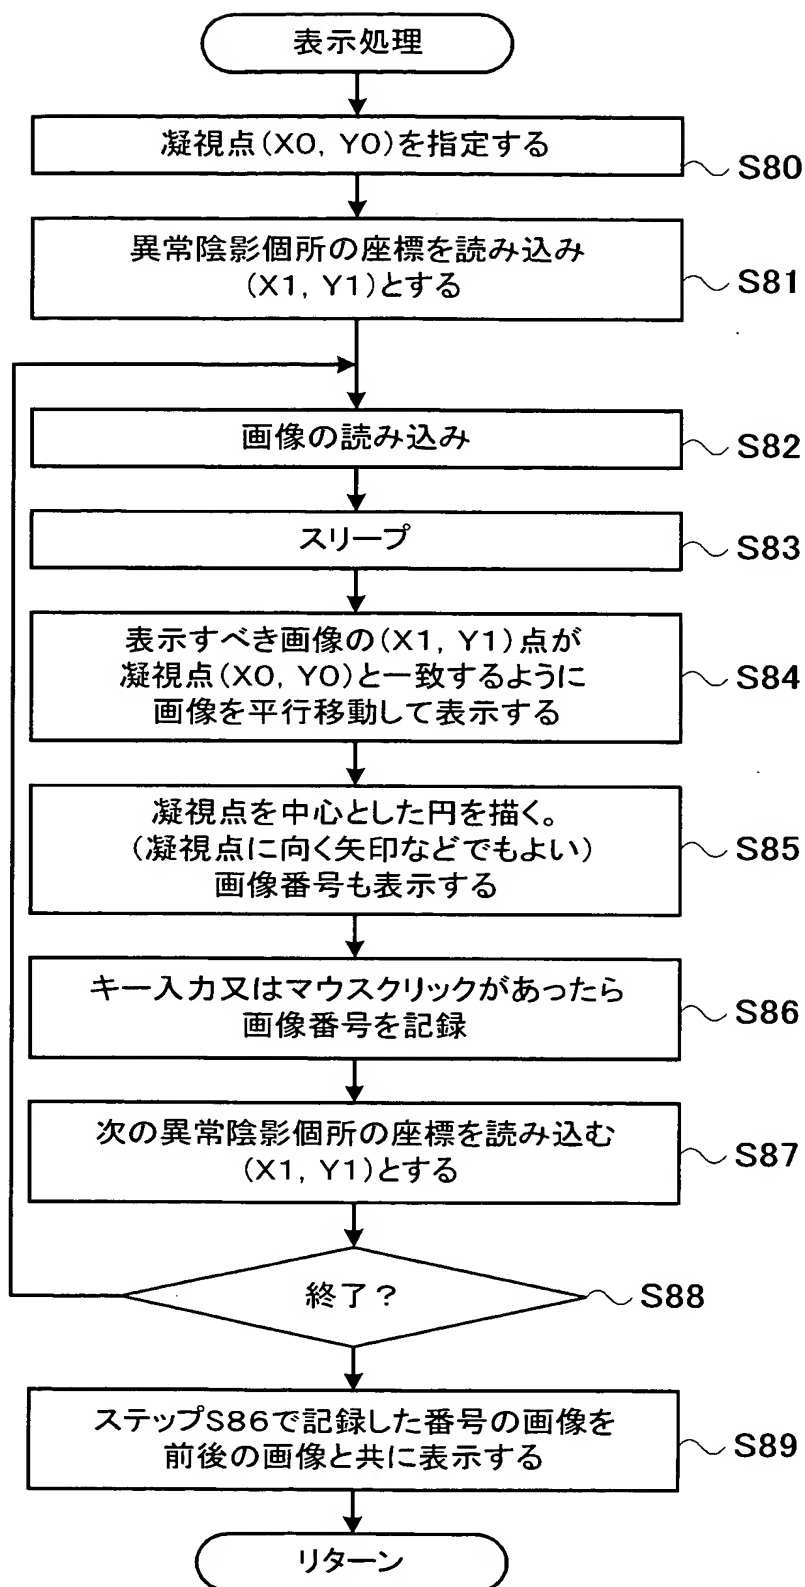 表示処理
凝視点(X0, Y0)を指定する
S80
異常陰影個所の座標を読み込み
(X1, Y1)とする
S81
画像の読み込み
S82
スリープ
S83
表示すべき画像の(X1, Y1)点が
凝視点(X0, Y0)と一致するように
画像を平行移動して表示する
S84
凝視点を中心とした円を描く。
(凝視点に向く矢印などでもよい)
画像番号も表示する
S85
キー入力又はマウスクリックがあったら
画像番号を記録
S86
次の異常陰影個所の座標を読み込む
(X1, Y1)とする
S87
終了?
S88
ステップS86で記録した番号の画像を
前後の画像と共に表示する
S89
リターン